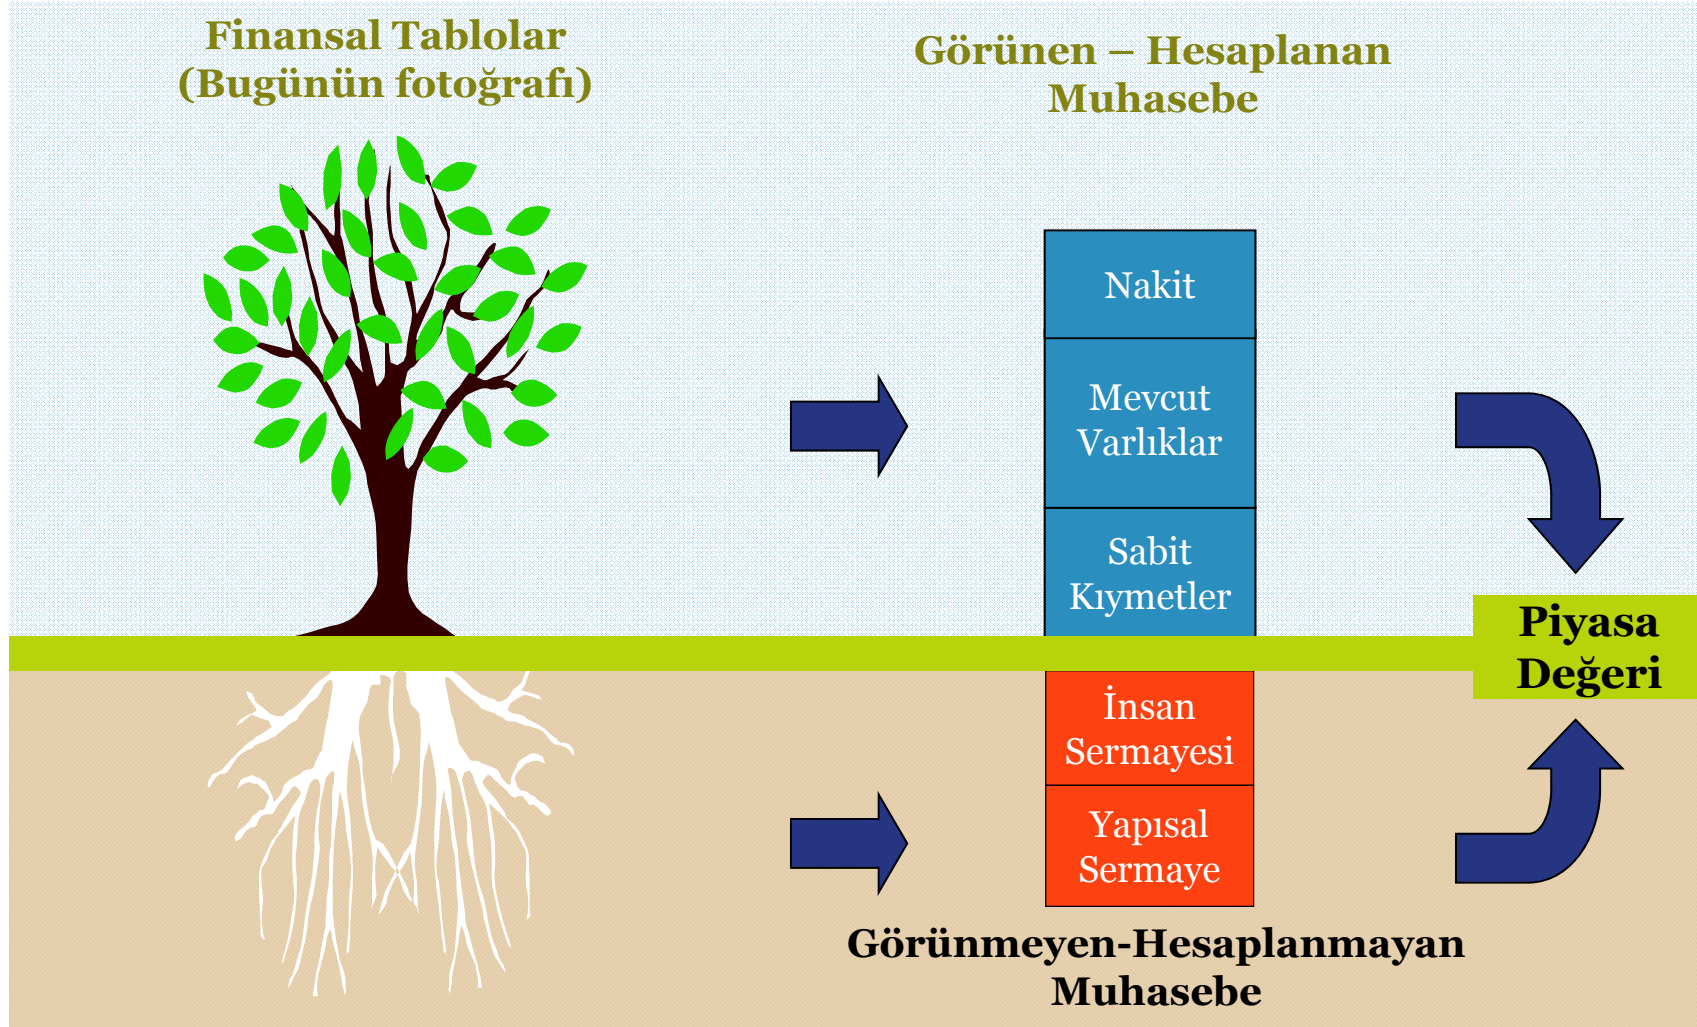 Finansal Tablolar
(Bugünün fotoğrafı)
Görünen – Hesaplanan
Muhasebe
Nakit
Mevcut
Varlıklar
Sabit
Kıymetler
Piyasa
Değeri
İnsan
Sermayesi
Yapısal
Sermaye
Görünmeyen-Hesaplanmayan
Muhasebe